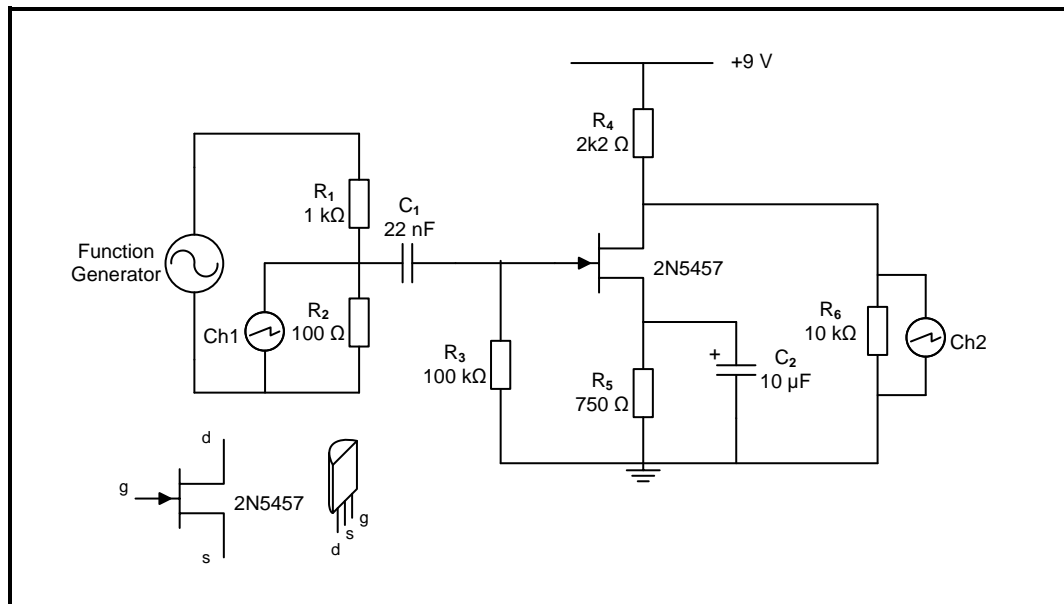 +9 V
R4
2k2 Ω
R1
1 kΩ
C1
22 nF
Function
Generator
2N5457
R2
100 Ω
Ch1
R6
10 kΩ
Ch2
R3
100 kΩ
+
C2
10 µF
R5
750 Ω
d
g
2N5457
s
g
s
d